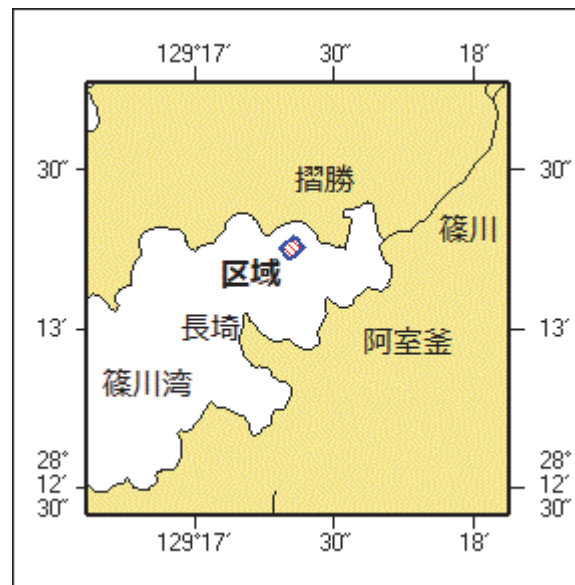 129°17′ 30″ 18′
30″ 30″
摺勝
篠川
区域
長埼
13′ 13′
阿室釜
篠川湾
28° 28°
12′ 12′
30″ 30″
129°17′ 30″ 18′